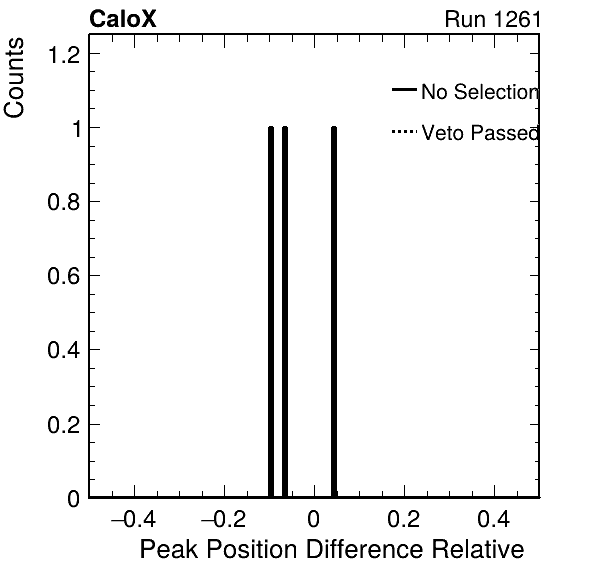 CaloX Run 1261
Counts
No Selection
Veto Passed
1.2
1
0.8
0.6
0.4
0.2
0
−0.4 −0.2 0 0.2 0.4
Peak Position Difference Relative